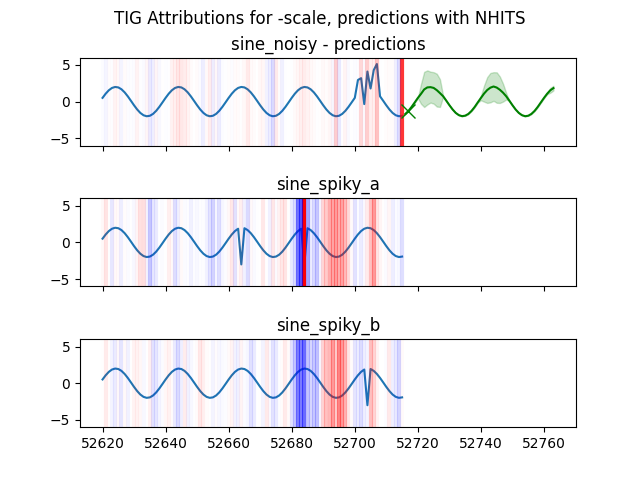 TIG Attributions for -scale, predictions with NHITS
sine_noisy - predictions
5
0
−5
sine_spiky_a
5
0
−5
sine_spiky_b
5
0
−5
52620 52640 52660 52680 52700 52720 52740 52760